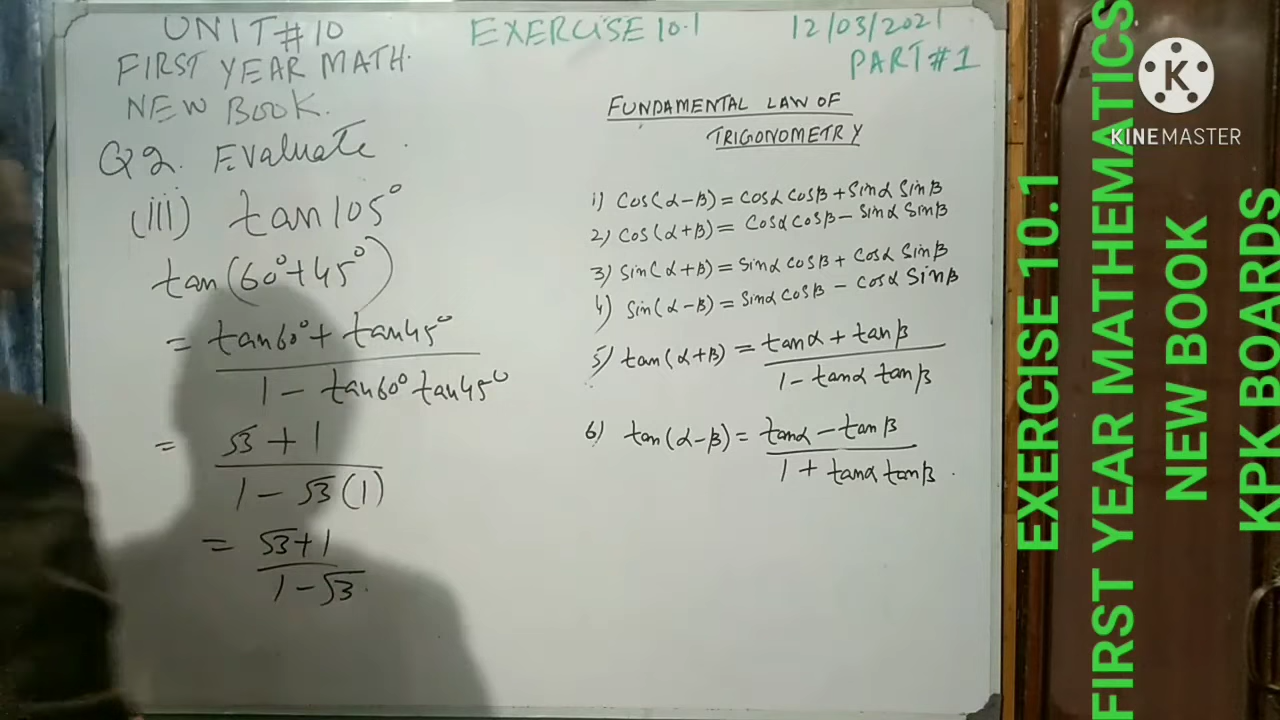 UNIT#10
FIRST YEAR MATH.
NEW BOOK.
EXERCISE 10.1
12/03/2021
PART#1
Q2. Evaluate.
(iii) tan105°
tan(60°+45°)
= tan60° + tan45°
1 - tan60° tan45°
= √3 + 1
1 - √3 (1)
= √3+1
1-√3.
FUNDAMENTAL LAW OF
TRIGONOMETRY
1) Cos(α-β) = Cosα Cosβ + Sinα Sinβ
2) Cos(α+β) = Cosα Cosβ - Sinα Sinβ
3) Sin(α+β) = Sinα Cosβ + Cosα Sinβ
4) Sin(α-β) = Sinα Cosβ - Cosα Sinβ
5) tan(α+β) = tanα + tanβ
1 - tanα tanβ
6) tan(α-β) = tanα - tanβ
1 + tanα tanβ.
K
KINEMASTER
EXERCISE 10.1
FIRST YEAR MATHEMATICS
NEW BOOK
KPK BOARDS